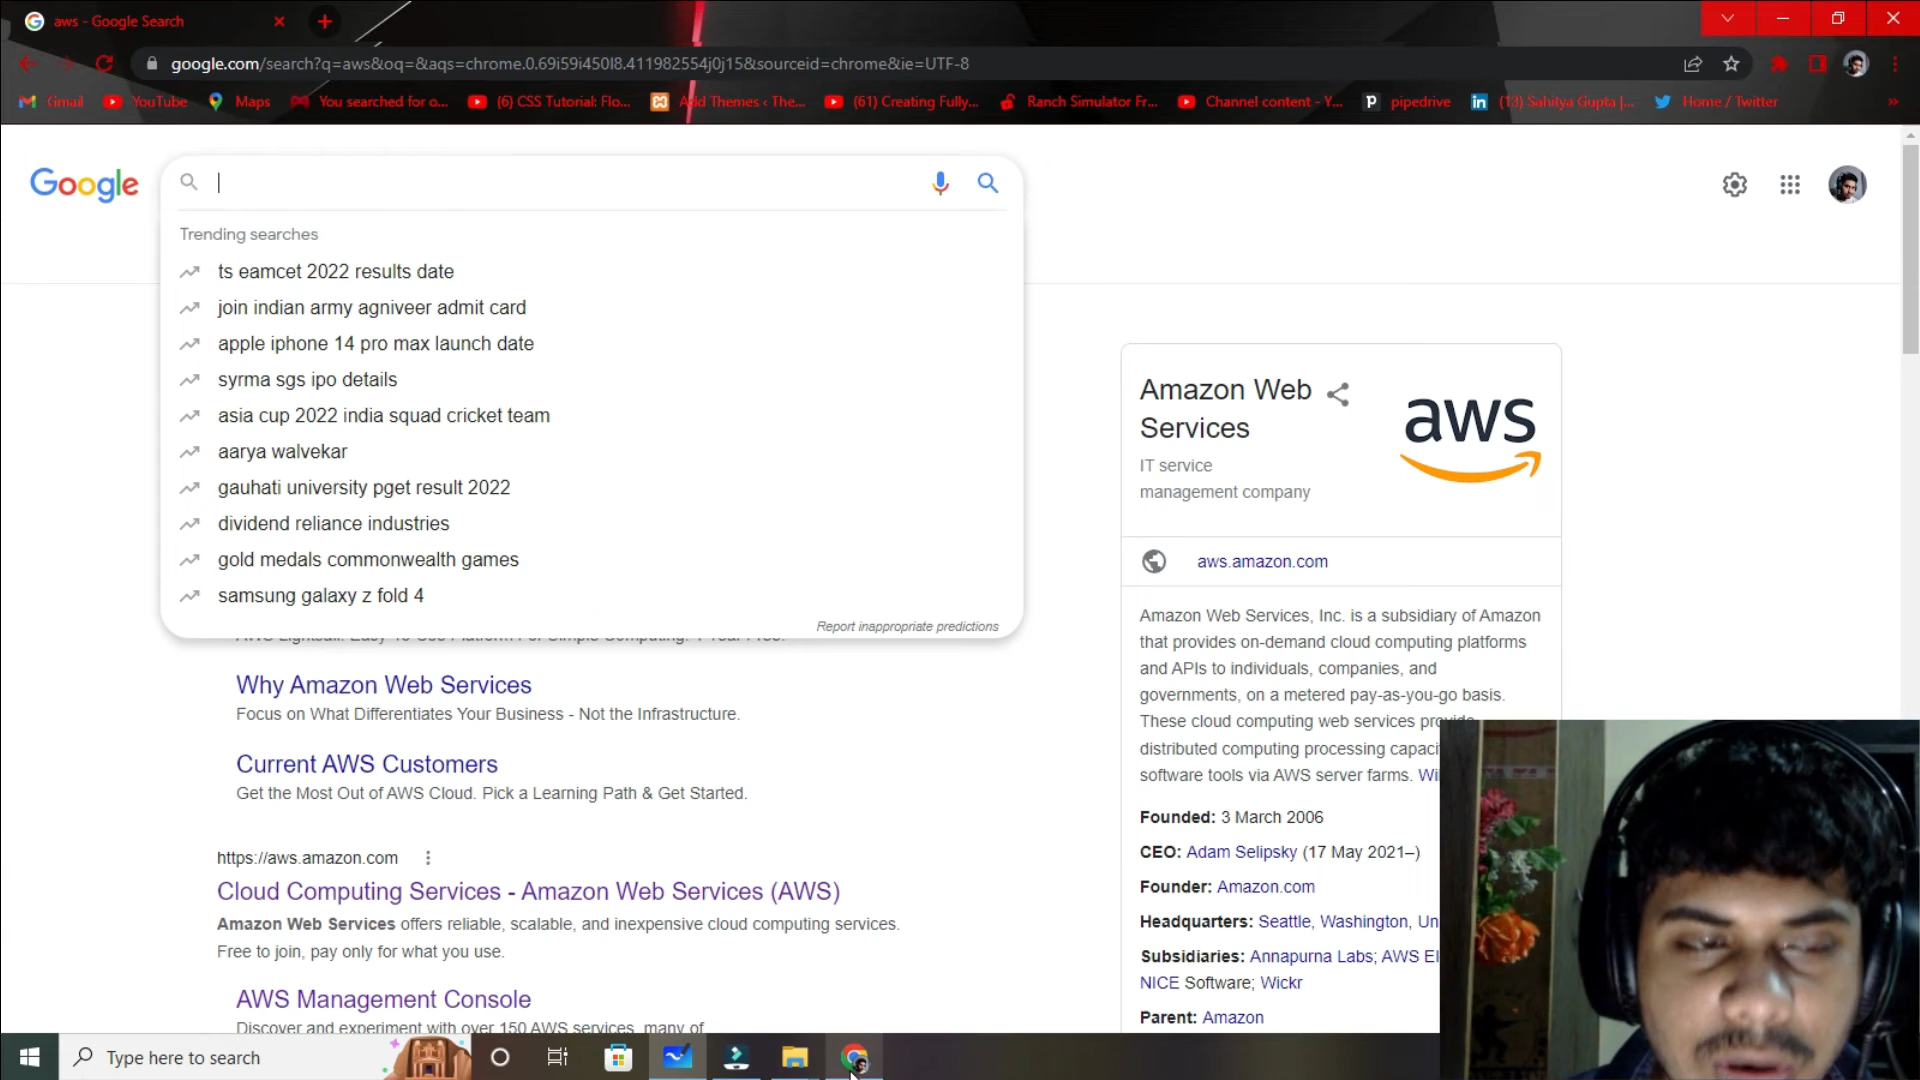 aws - Google Search
google.com/search?q=aws&oq=&aqs=chrome.0.69i59i450l8.411982554j0j15&sourceid=chrome&ie=UTF-8
Gmail YouTube Maps You searched for o... (6) CSS Tutorial: Flo... Add Themes ‹ The... (61) Creating Fully,... Ranch Simulator Fr... Channel content - Y... pipedrive (13) Sahitya Gupta |... Home / Twitter
Google
Trending searches
ts eamcet 2022 results date
join indian army agniveer admit card
apple iphone 14 pro max launch date
syrma sgs ipo details
asia cup 2022 india squad cricket team
aarya walvekar
gauhati university pget result 2022
dividend reliance industries
gold medals commonwealth games
samsung galaxy z fold 4
Report inappropriate predictions
Why Amazon Web Services
Focus on What Differentiates Your Business - Not the Infrastructure.
Current AWS Customers
Get the Most Out of AWS Cloud. Pick a Learning Path & Get Started.
https://aws.amazon.com
Cloud Computing Services - Amazon Web Services (AWS)
Amazon Web Services offers reliable, scalable, and inexpensive cloud computing services.
Free to join, pay only for what you use.
AWS Management Console
Discover and experiment with over 150 AWS services, many of
Amazon Web
Services
IT service
management company
aws
aws.amazon.com
Amazon Web Services, Inc. is a subsidiary of Amazon
that provides on-demand cloud computing platforms
and APIs to individuals, companies, and
governments, on a metered pay-as-you-go basis.
These cloud computing web services provide
distributed computing processing capaci
software tools via AWS server farms. Wi
Founded: 3 March 2006
CEO: Adam Selipsky (17 May 2021–)
Founder: Amazon.com
Headquarters: Seattle, Washington, Un
Subsidiaries: Annapurna Labs; AWS El
NICE Software; Wickr
Parent: Amazon
Type here to search